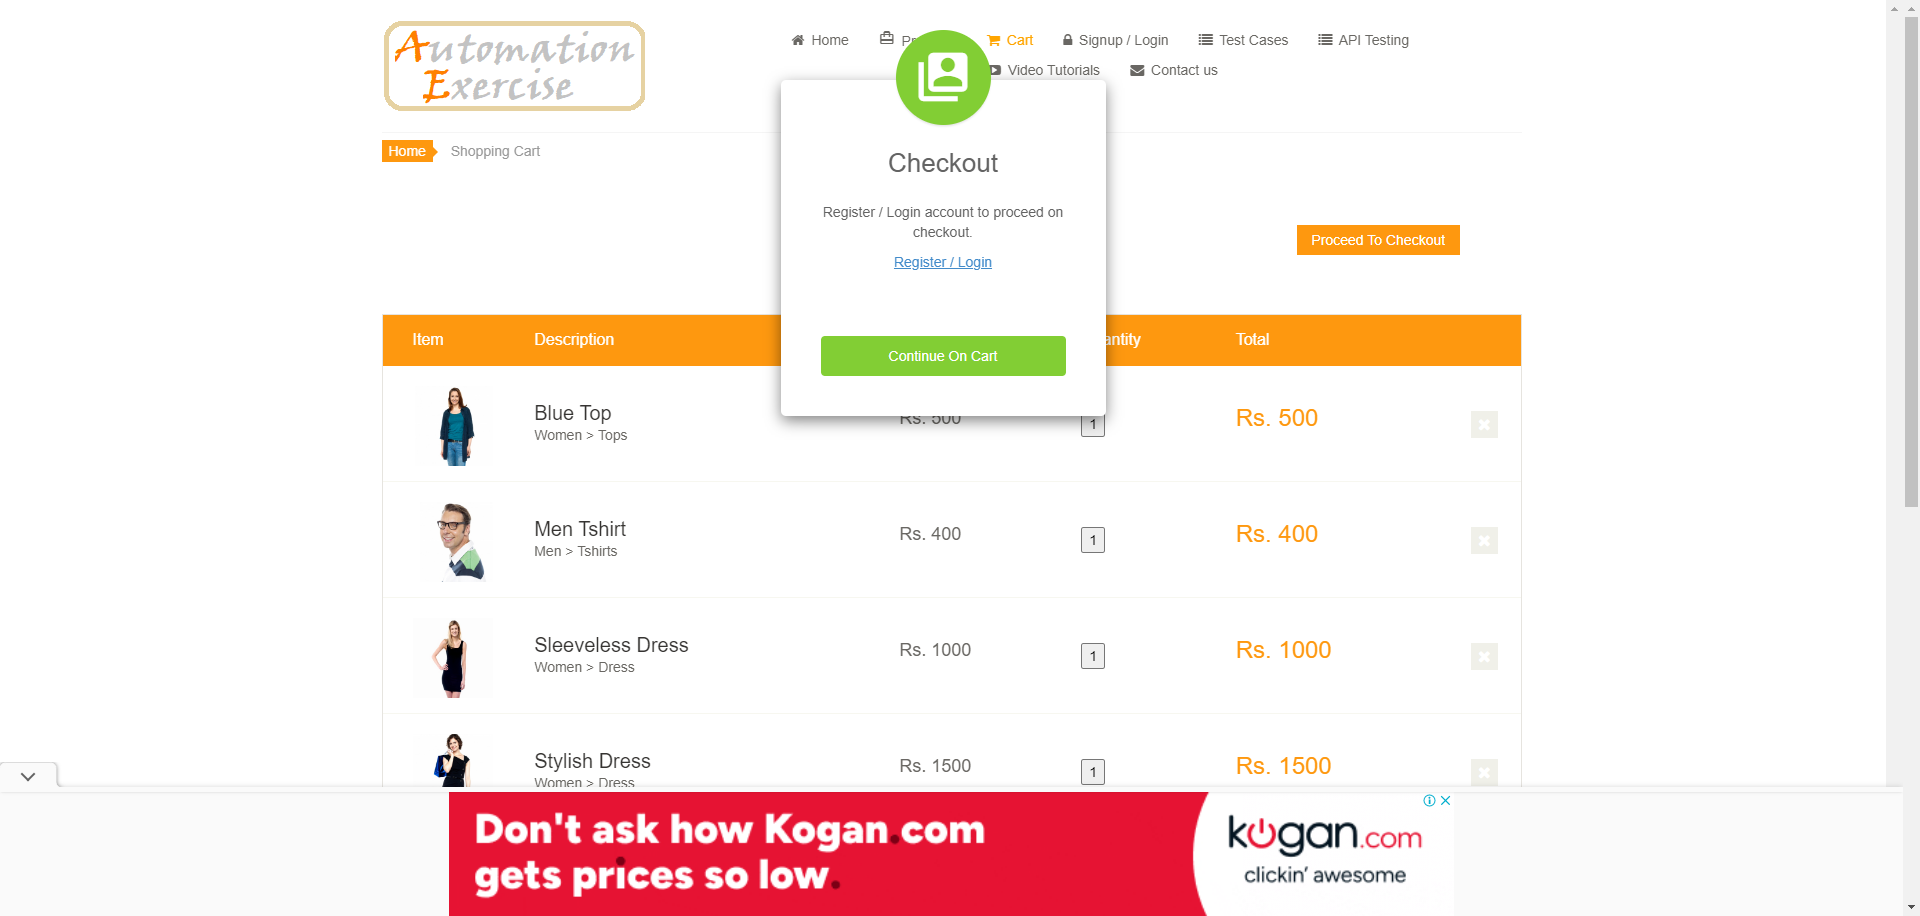 Automation
Exercise
Home
Cart
Signup / Login
Test Cases
API Testing
Video Tutorials
Contact us
Home
Shopping Cart
Checkout
Register / Login account to proceed on
checkout.
Register / Login
Continue On Cart
Proceed To Checkout
Item
Description
antity
Total
Blue Top
Women > Tops
Rs. 500
1
Rs. 500
Men Tshirt
Men > Tshirts
Rs. 400
1
Rs. 400
Sleeveless Dress
Women > Dress
Rs. 1000
1
Rs. 1000
Stylish Dress
Women > Dress
Rs. 1500
1
Rs. 1500
Don't ask how Kogan.com
gets prices so low.
kogan.com
clickin' awesome